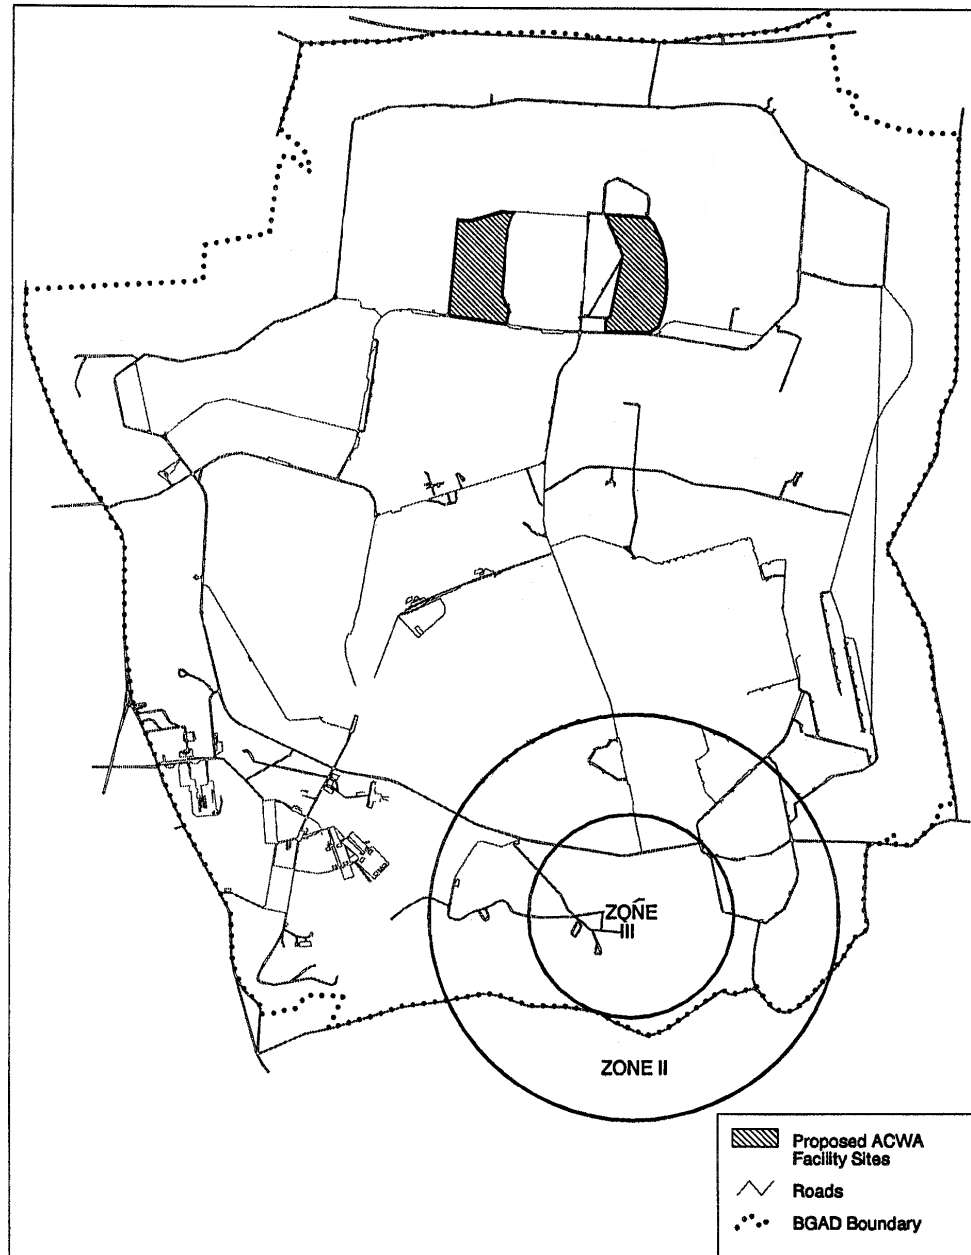 ZONE
III
ZONE II
Proposed ACWA
Facility Sites
Roads
BGAD Boundary